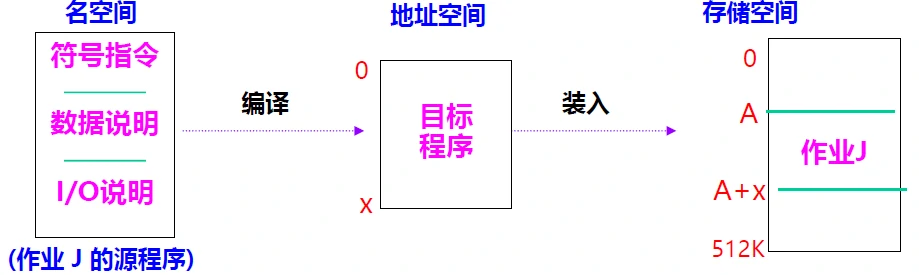 名空间
符号指令
数据说明
I/O说明
(作业 J 的源程序)
编译
地址空间
0
目标
程序
x
装入
存储空间
0
A
作业J
A+x
512K